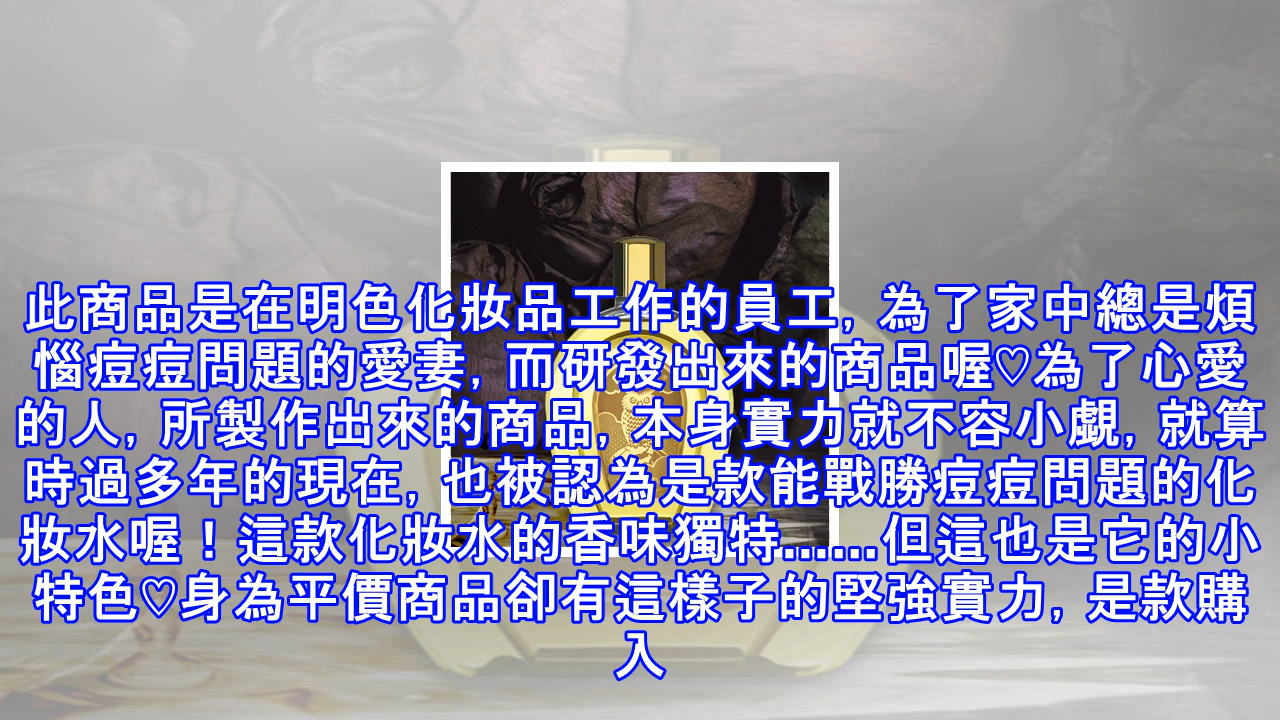 此商品是在明色化妝品工作的員工, 為了家中總是煩
惱痘痘問題的愛妻, 而研發出來的商品喔♡為了心愛
的人, 所製作出來的商品, 本身實力就不容小覷, 就算
時過多年的現在, 也被認為是款能戰勝痘痘問題的化
妝水喔！這款化妝水的香味獨特......但這也是它的小
特色♡身為平價商品卻有這樣子的堅強實力, 是款購
入